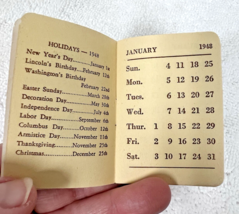 HOLIDAYS — 1948
New Year's Day January 1st
Lincoln's Birthday February 12th
Washington's Birthday
February 22nd
Easter Sunday March 28th
Decoration Day May 31st
Independence Day July 5th
Labor Day September 6th
Columbus Day October 12th
Armistice Day November 11th
Thanksgiving November 25th
Christmas December 25th
JANUARY 1948
Sun. 4 11 18 25
Mon. 5 12 19 26
Tues. 6 13 20 27
Wed. 7 14 21 28
Thur. 1 8 15 22 29
Fri. 2 9 16 23 30
Sat. 3 10 17 24 31